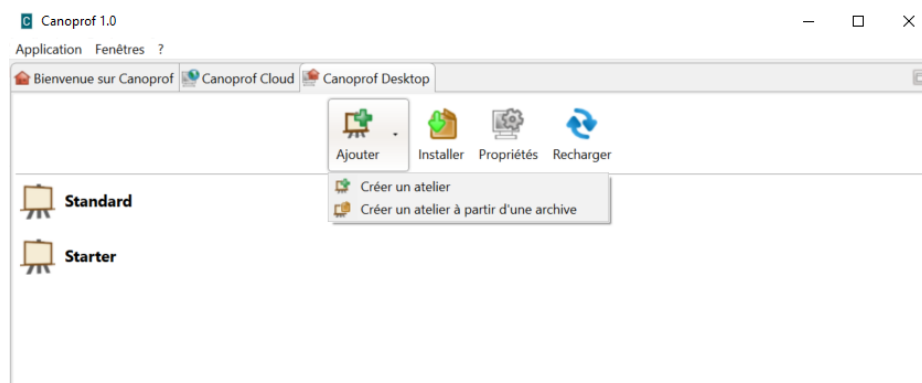 Canoprof 1.0
Application Fenêtres ?
Bienvenue sur Canoprof Canoprof Cloud Canoprof Desktop
Ajouter Installer Propriétés Recharger
Créer un atelier
Créer un atelier à partir d'une archive
Standard
Starter